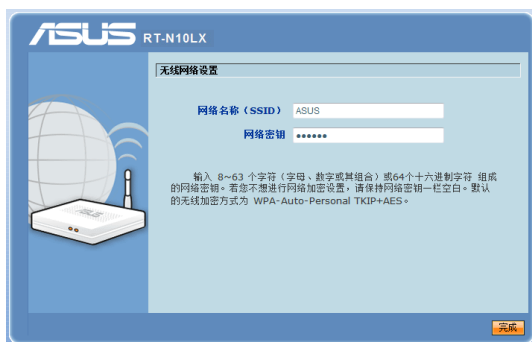 ASUS RT-N10LX
无线网络设置
网络名称（SSID） ASUS
网络密钥 ●●●●●●
输入 8~63 个字符（字母、数字或其组合）或64个十六进制字符 组成
的网络密钥。若您不想进行网络加密设置，请保持网络密钥一栏空白。默认
的无线加密方式为 WPA-Auto-Personal TKIP+AES。
ASUS
完成